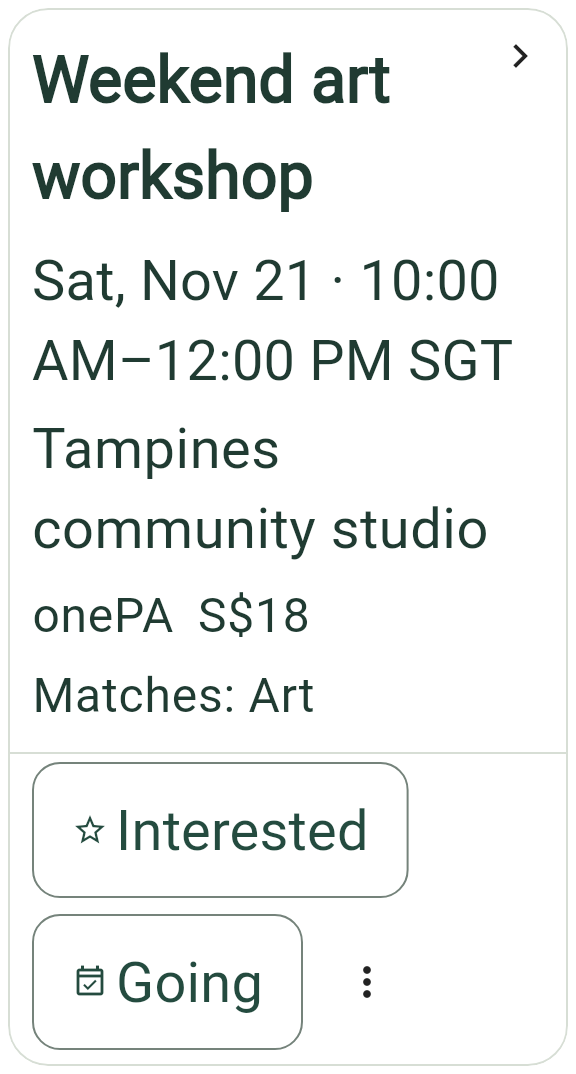 Weekend art
workshop
Sat, Nov 21 · 10:00
AM–12:00 PM SGT
Tampines
community studio
onePA  S$18
Matches: Art
Interested
Going